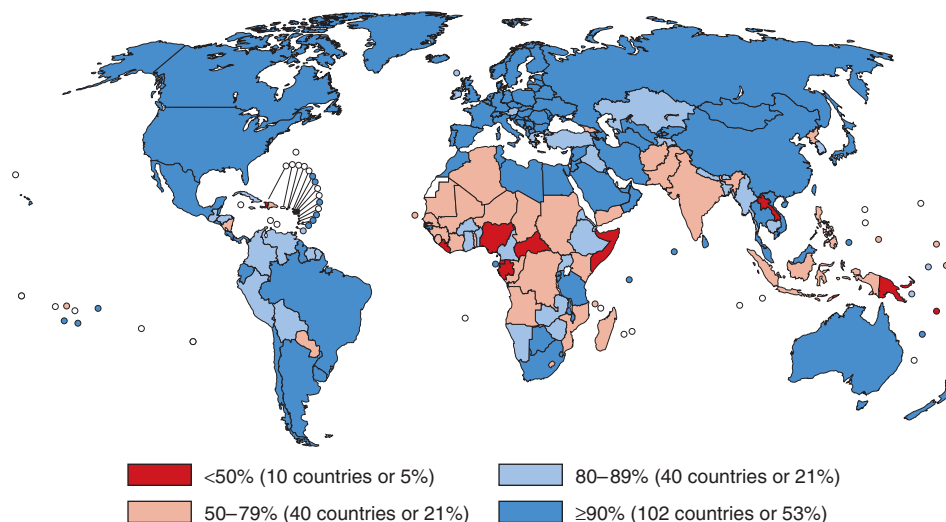 <50% (10 countries or 5%)
80–89% (40 countries or 21%)
50–79% (40 countries or 21%)
≥90% (102 countries or 53%)